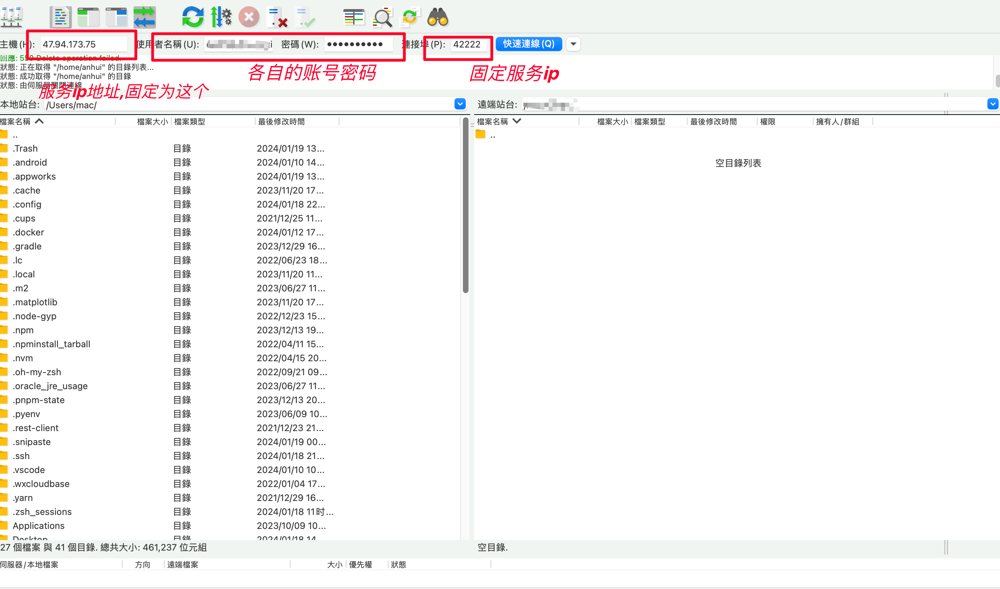 主機(H): 47.94.173.75 使用者名稱(U): 密碼(W): ●●●●●●●●●● 連接埠(P): 42222 快速連線(Q)
回應: 550 Delete operation failed.
狀態: 正在取得 "/home/anhui" 的目錄列表...
狀態: 成功取得 "/home/anhui" 的目錄
狀態: 由伺服器關閉連線
各自的账号密码
固定服务ip
服务ip地址,固定为这个
本地站台: /Users/mac/
遠端站台:
檔案名稱 檔案大小 檔案類型 最後修改時間
..
.Trash 目錄 2024/01/19 13...
.android 目錄 2024/01/10 14...
.appworks 目錄 2024/01/19 13...
.cache 目錄 2023/11/20 17...
.config 目錄 2024/01/18 22...
.cups 目錄 2021/12/25 11...
.docker 目錄 2024/01/12 17...
.gradle 目錄 2023/12/29 16...
.lc 目錄 2022/06/23 18...
.local 目錄 2023/11/20 11...
.m2 目錄 2023/06/27 11...
.matplotlib 目錄 2023/11/20 17...
.node-gyp 目錄 2022/12/23 15...
.npm 目錄 2023/12/13 19...
.npminstall_tarball 目錄 2022/04/11 15...
.nvm 目錄 2022/04/15 20...
.oh-my-zsh 目錄 2022/09/21 09...
.oracle_jre_usage 目錄 2023/06/27 11...
.pnpm-state 目錄 2023/12/13 20...
.pyenv 目錄 2023/06/09 10...
.rest-client 目錄 2021/12/23 21...
.snipaste 目錄 2024/01/19 00...
.ssh 目錄 2024/01/18 21...
.vscode 目錄 2024/01/10 10...
.wxcloudbase 目錄 2022/01/04 17...
.yarn 目錄 2021/12/29 16...
.zsh_sessions 目錄 2024/01/18 11时...
Applications 目錄 2023/10/09 10...
Desktop 目錄 2024/01/18 14...
27 個檔案 與 41 個目錄. 總共大小: 461,237 位元組
檔案名稱 檔案大小 檔案類型 最後修改時間 權限 擁有人/群組
..
空目錄列表
空目錄.
伺服器/本地檔案 方向 遠端檔案 大小 優先權 狀態